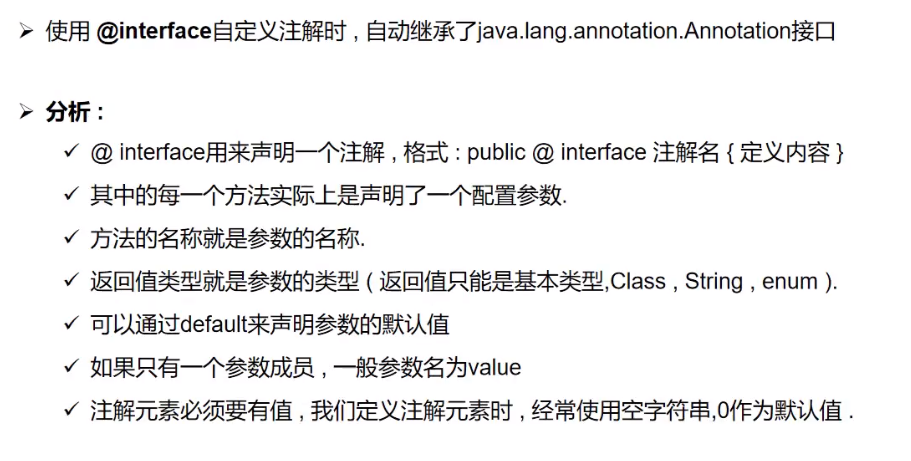 ➢ 使用 @interface自定义注解时 , 自动继承了java.lang.annotation.Annotation接口
➢ 分析 :
✓ @ interface用来声明一个注解 , 格式 : public @ interface 注解名 { 定义内容 }
✓ 其中的每一个方法实际上是声明了一个配置参数.
✓ 方法的名称就是参数的名称.
✓ 返回值类型就是参数的类型 ( 返回值只能是基本类型,Class , String , enum ).
✓ 可以通过default来声明参数的默认值
✓ 如果只有一个参数成员 , 一般参数名为value
✓ 注解元素必须要有值 , 我们定义注解元素时 , 经常使用空字符串,0作为默认值 .